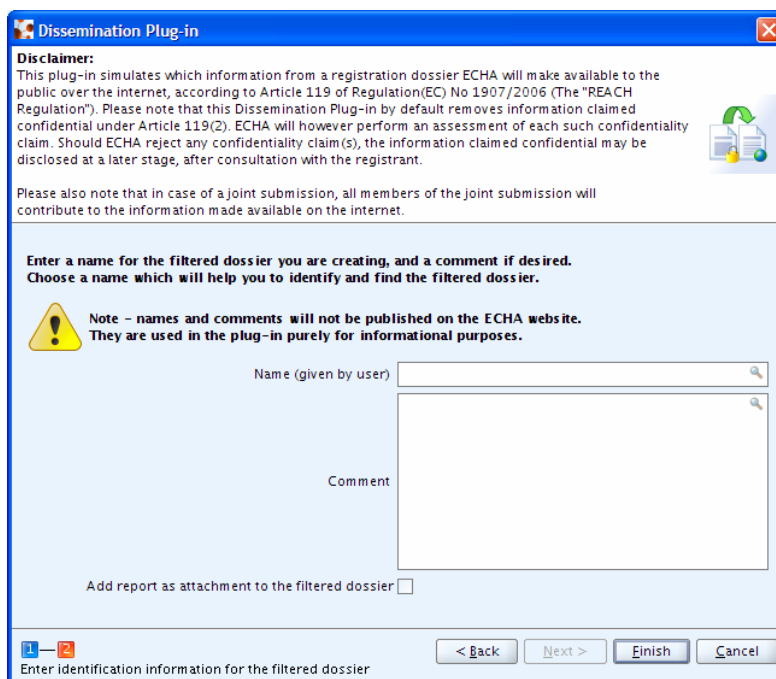 Dissemination Plug-in
Disclaimer:
This plug-in simulates which information from a registration dossier ECHA will make available to the
public over the internet, according to Article 119 of Regulation(EC) No 1907/2006 (The "REACH
Regulation"). Please note that this Dissemination Plug-in by default removes information claimed
confidential under Article 119(2). ECHA will however perform an assessment of each such confidentiality
claim. Should ECHA reject any confidentiality claim(s), the information claimed confidential may be
disclosed at a later stage, after consultation with the registrant.
Please also note that in case of a joint submission, all members of the joint submission will
contribute to the information made available on the internet.
Enter a name for the filtered dossier you are creating, and a comment if desired.
Choose a name which will help you to identify and find the filtered dossier.
Note - names and comments will not be published on the ECHA website.
They are used in the plug-in purely for informational purposes.
Name (given by user)
Comment
Add report as attachment to the filtered dossier
1 2
< Back Next > Finish Cancel
Enter identification information for the filtered dossier